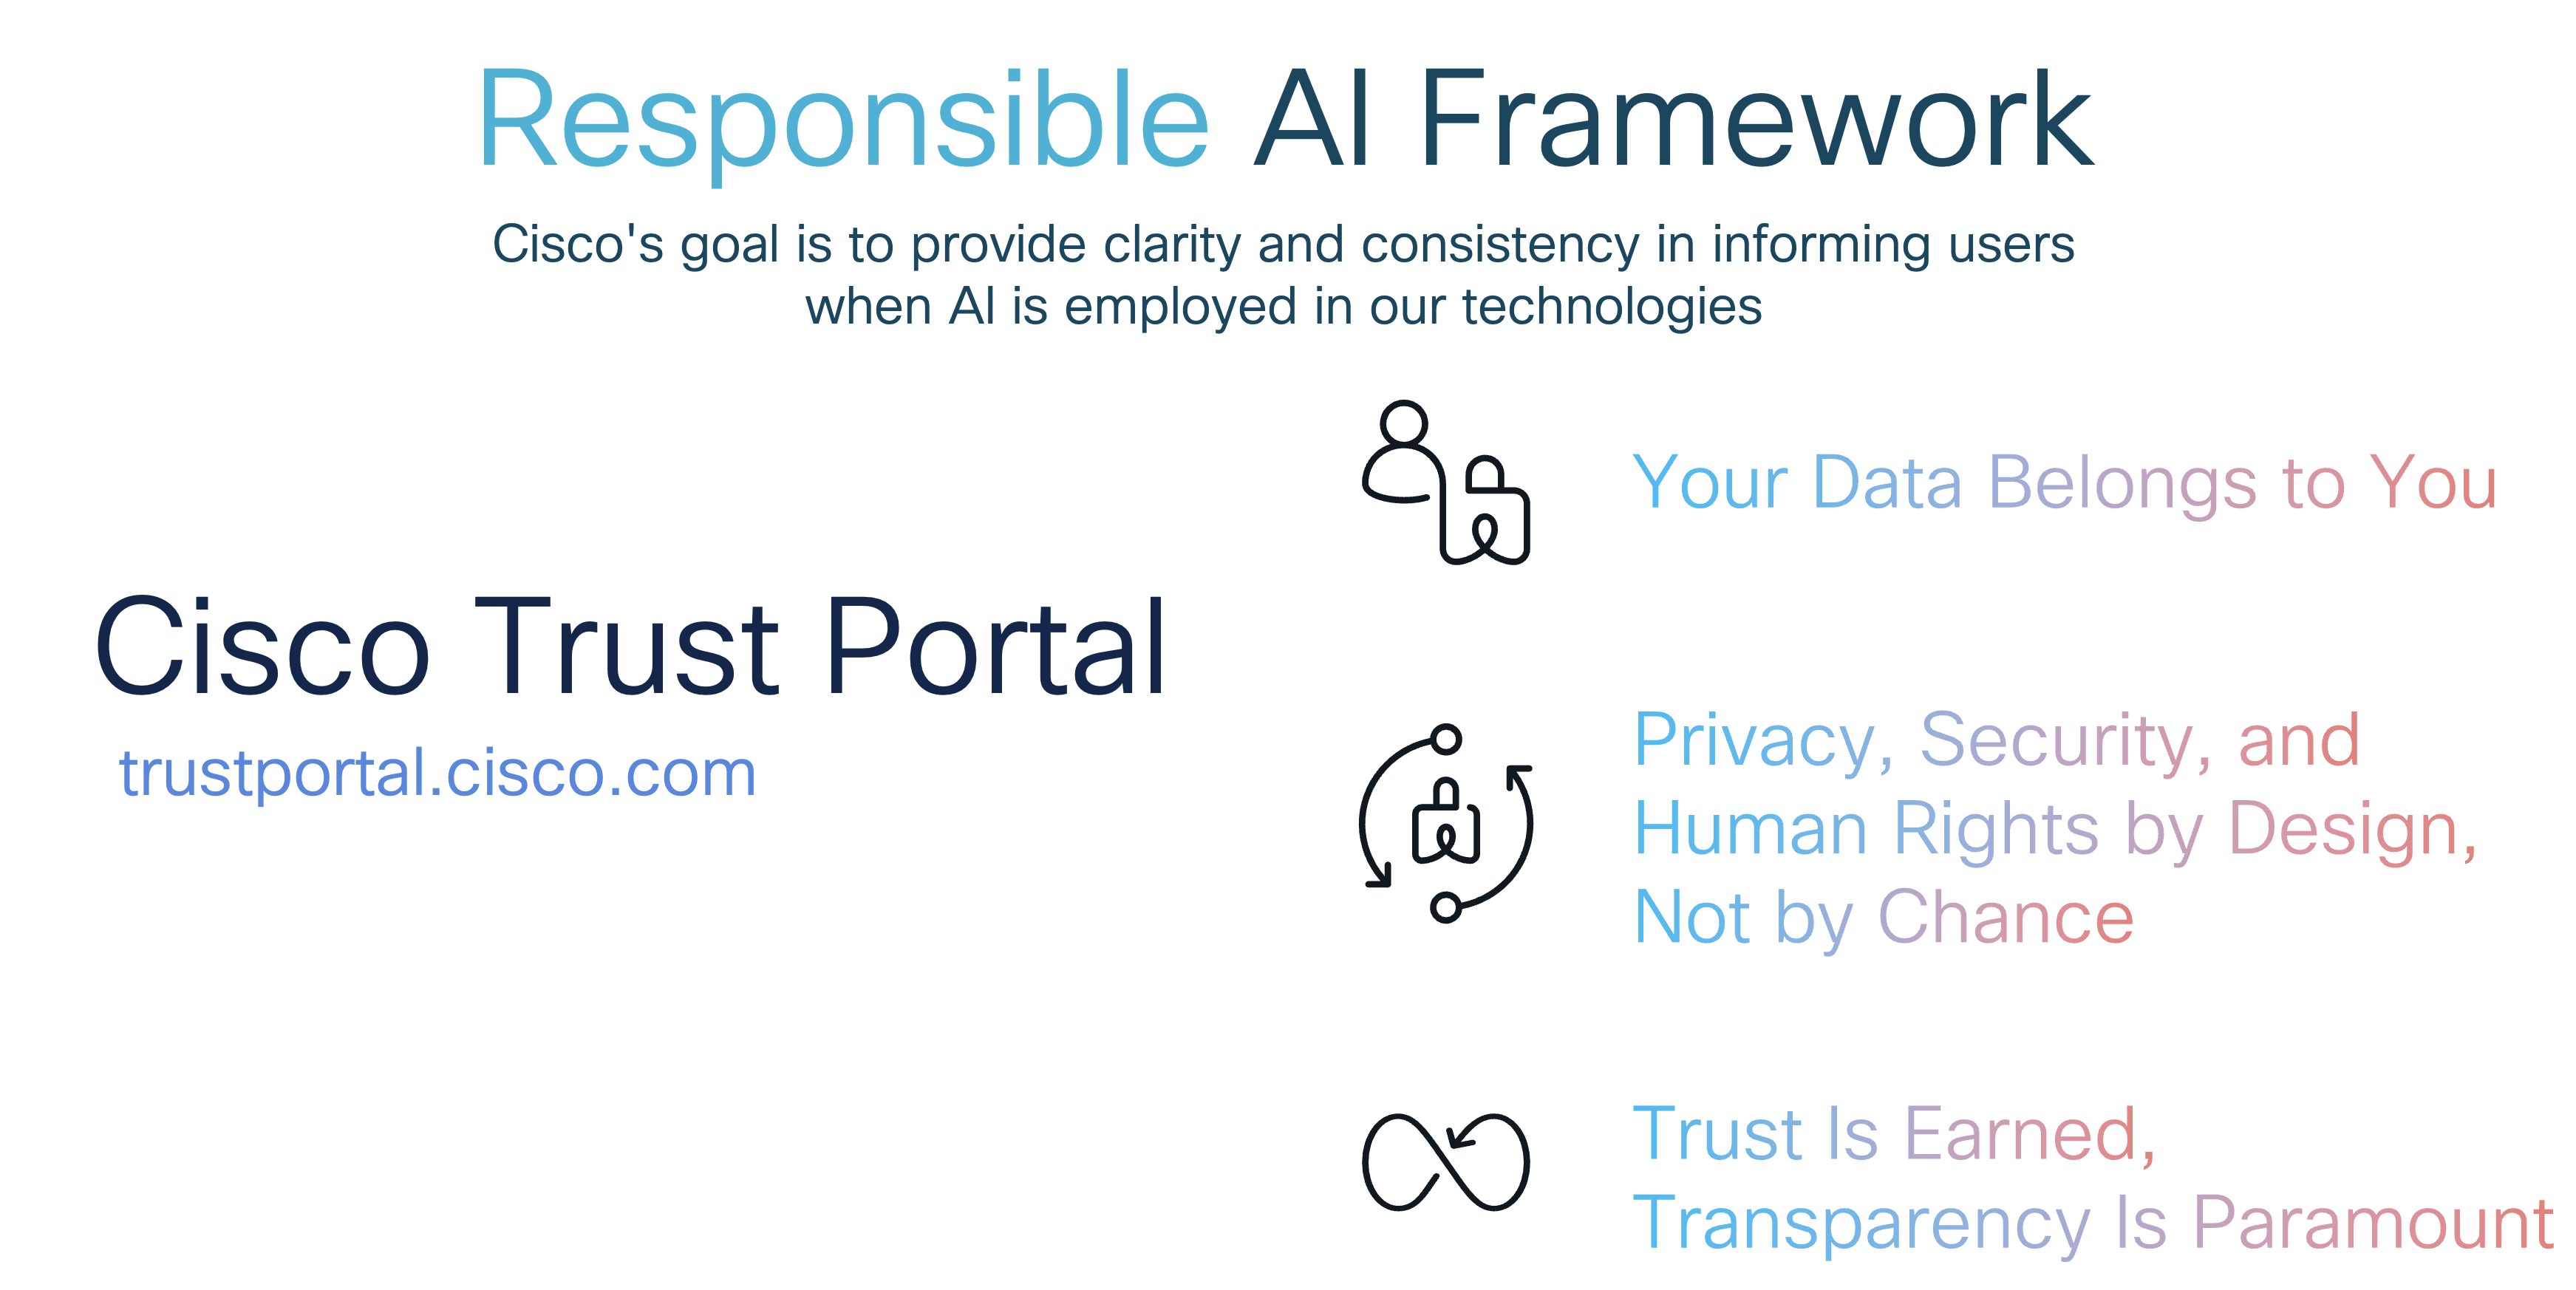 Responsible AI Framework
Cisco's goal is to provide clarity and consistency in informing users
when AI is employed in our technologies
Cisco Trust Portal
trustportal.cisco.com
Your Data Belongs to You
Privacy, Security, and
Human Rights by Design,
Not by Chance
Trust Is Earned,
Transparency Is Paramount